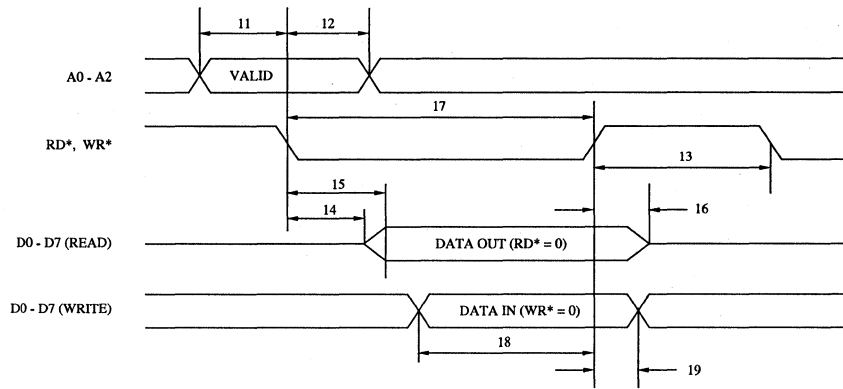 11
12
A0 - A2
VALID
17
RD*, WR*
13
15
14
16
D0 - D7 (READ)
DATA OUT (RD* = 0)
D0 - D7 (WRITE)
DATA IN (WR* = 0)
18
19